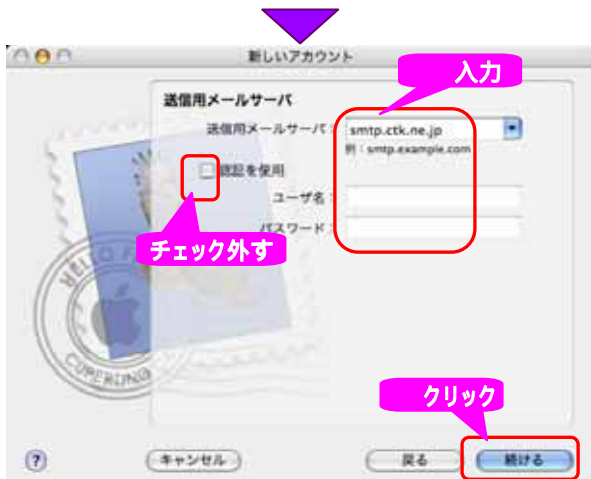 新しいアカウント
入力
送信用メールサーバ
送信用メールサーバ： smtp.ctk.ne.jp
例：smtp.example.com
認証を使用
ユーザ名：
パスワード：
チェック外す
HELLO F
CUPERTINO
クリック
? キャンセル 戻る 続ける